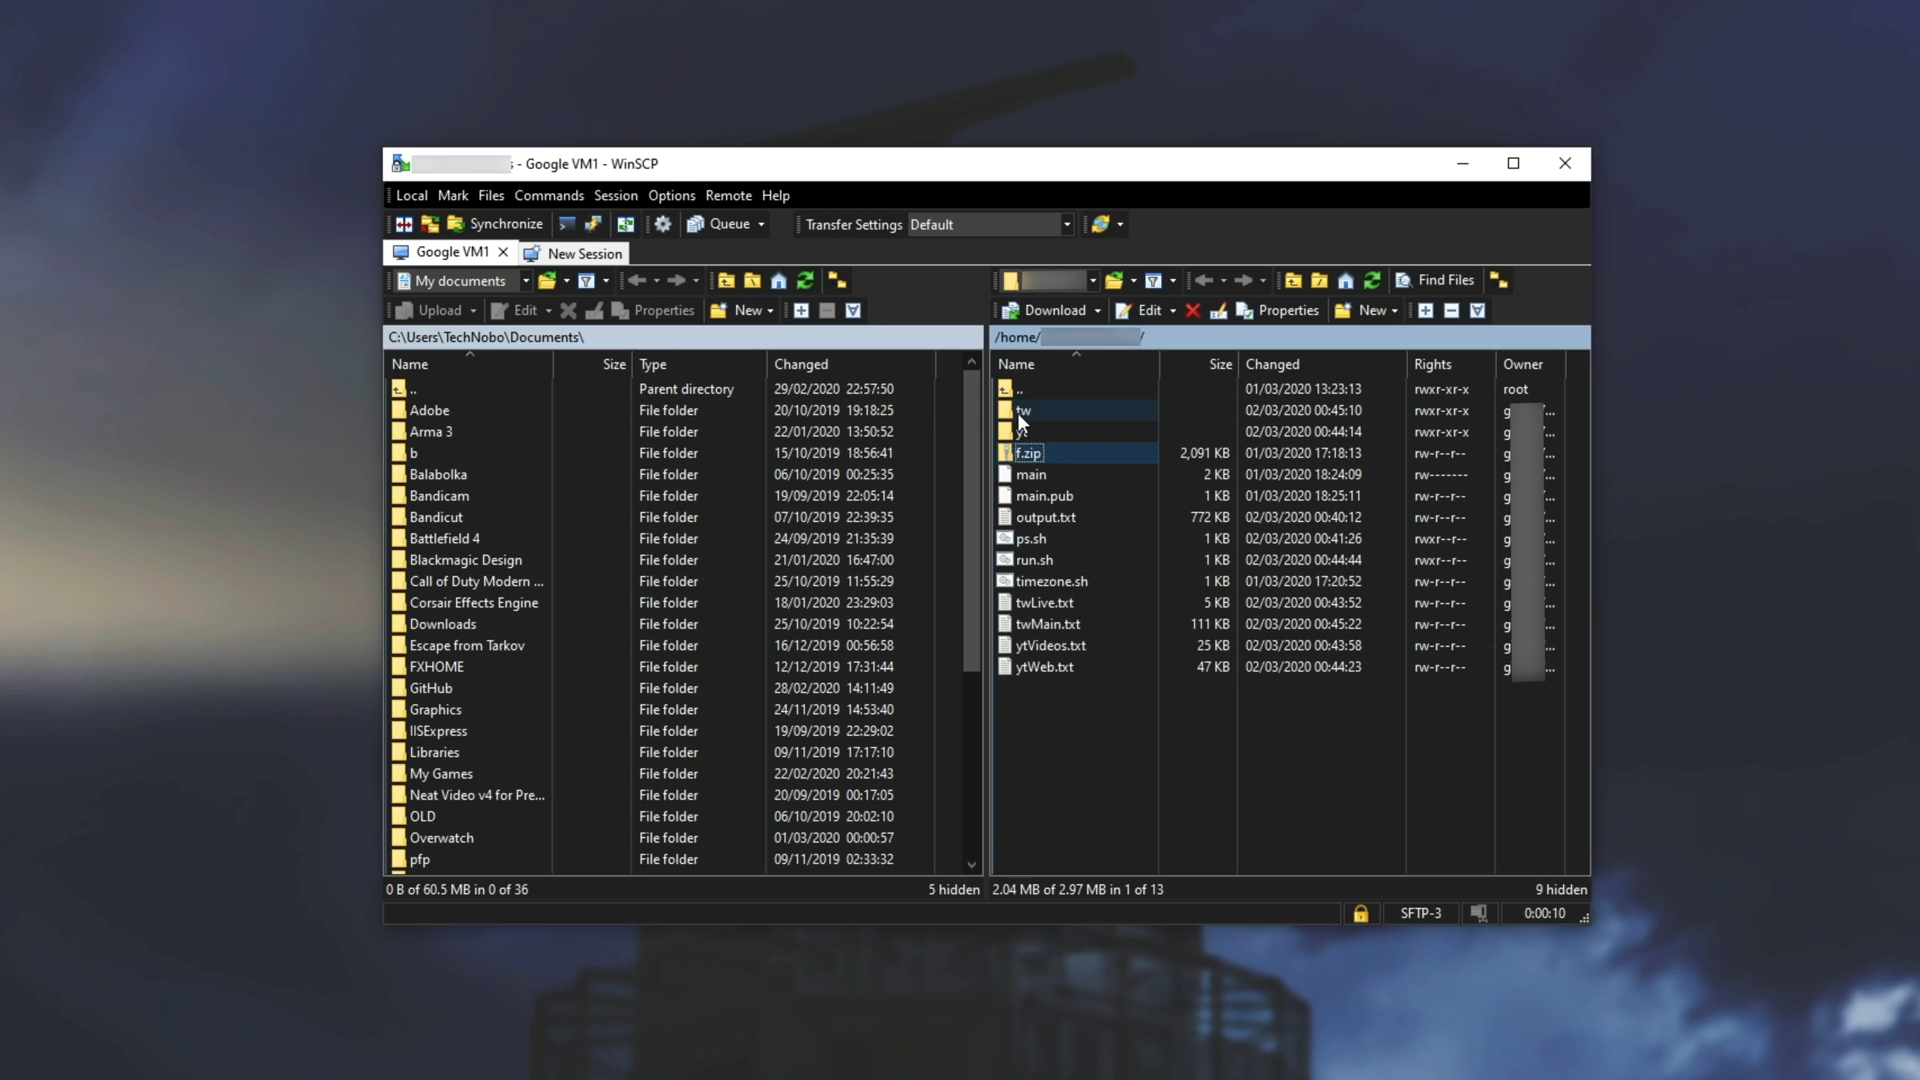 s - Google VM1 - WinSCP
Local Mark Files Commands Session Options Remote Help
Synchronize Queue Transfer Settings Default
Google VM1 New Session
My documents Find Files
Upload Edit Properties New Download Edit Properties New
C:\Users\TechNobo\Documents\ /home/ /
Name Size Type Changed Name Size Changed Rights Owner
.. Parent directory 29/02/2020 22:57:50 .. 01/03/2020 13:23:13 rwxr-xr-x root
Adobe File folder 20/10/2019 19:18:25 tw 02/03/2020 00:45:10 rwxr-xr-x g ...
Arma 3 File folder 22/01/2020 13:50:52 yt 02/03/2020 00:44:14 rwxr-xr-x g ...
b File folder 15/10/2019 18:56:41 f.zip 2,091 KB 01/03/2020 17:18:13 rw-r--r-- g ...
Balabolka File folder 06/10/2019 00:25:35 main 2 KB 01/03/2020 18:24:09 rw------- g ...
Bandicam File folder 19/09/2019 22:05:14 main.pub 1 KB 01/03/2020 18:25:11 rw-r--r-- g ...
Bandicut File folder 07/10/2019 22:39:35 output.txt 772 KB 02/03/2020 00:40:12 rw-r--r-- g ...
Battlefield 4 File folder 24/09/2019 21:35:39 ps.sh 1 KB 02/03/2020 00:41:26 rwxr--r-- g ...
Blackmagic Design File folder 21/01/2020 16:47:00 run.sh 1 KB 02/03/2020 00:44:44 rwxr--r-- g ...
Call of Duty Modern ... File folder 25/10/2019 11:55:29 timezone.sh 1 KB 01/03/2020 17:20:52 rw-r--r-- g ...
Corsair Effects Engine File folder 18/01/2020 23:29:03 twLive.txt 5 KB 02/03/2020 00:43:52 rw-r--r-- g ...
Downloads File folder 25/10/2019 10:22:54 twMain.txt 111 KB 02/03/2020 00:45:22 rw-r--r-- g ...
Escape from Tarkov File folder 16/12/2019 00:56:58 ytVideos.txt 25 KB 02/03/2020 00:43:58 rw-r--r-- g ...
FXHOME File folder 12/12/2019 17:31:44 ytWeb.txt 47 KB 02/03/2020 00:44:23 rw-r--r-- g ...
GitHub File folder 28/02/2020 14:11:49
Graphics File folder 24/11/2019 14:53:40
IISExpress File folder 19/09/2019 22:29:02
Libraries File folder 09/11/2019 17:17:10
My Games File folder 22/02/2020 20:21:43
Neat Video v4 for Pre... File folder 20/09/2019 00:17:05
OLD File folder 06/10/2019 20:02:10
Overwatch File folder 01/03/2020 00:00:57
pfp File folder 09/11/2019 02:33:32
0 B of 60.5 MB in 0 of 36 5 hidden 2.04 MB of 2.97 MB in 1 of 13 9 hidden
SFTP-3 0:00:10